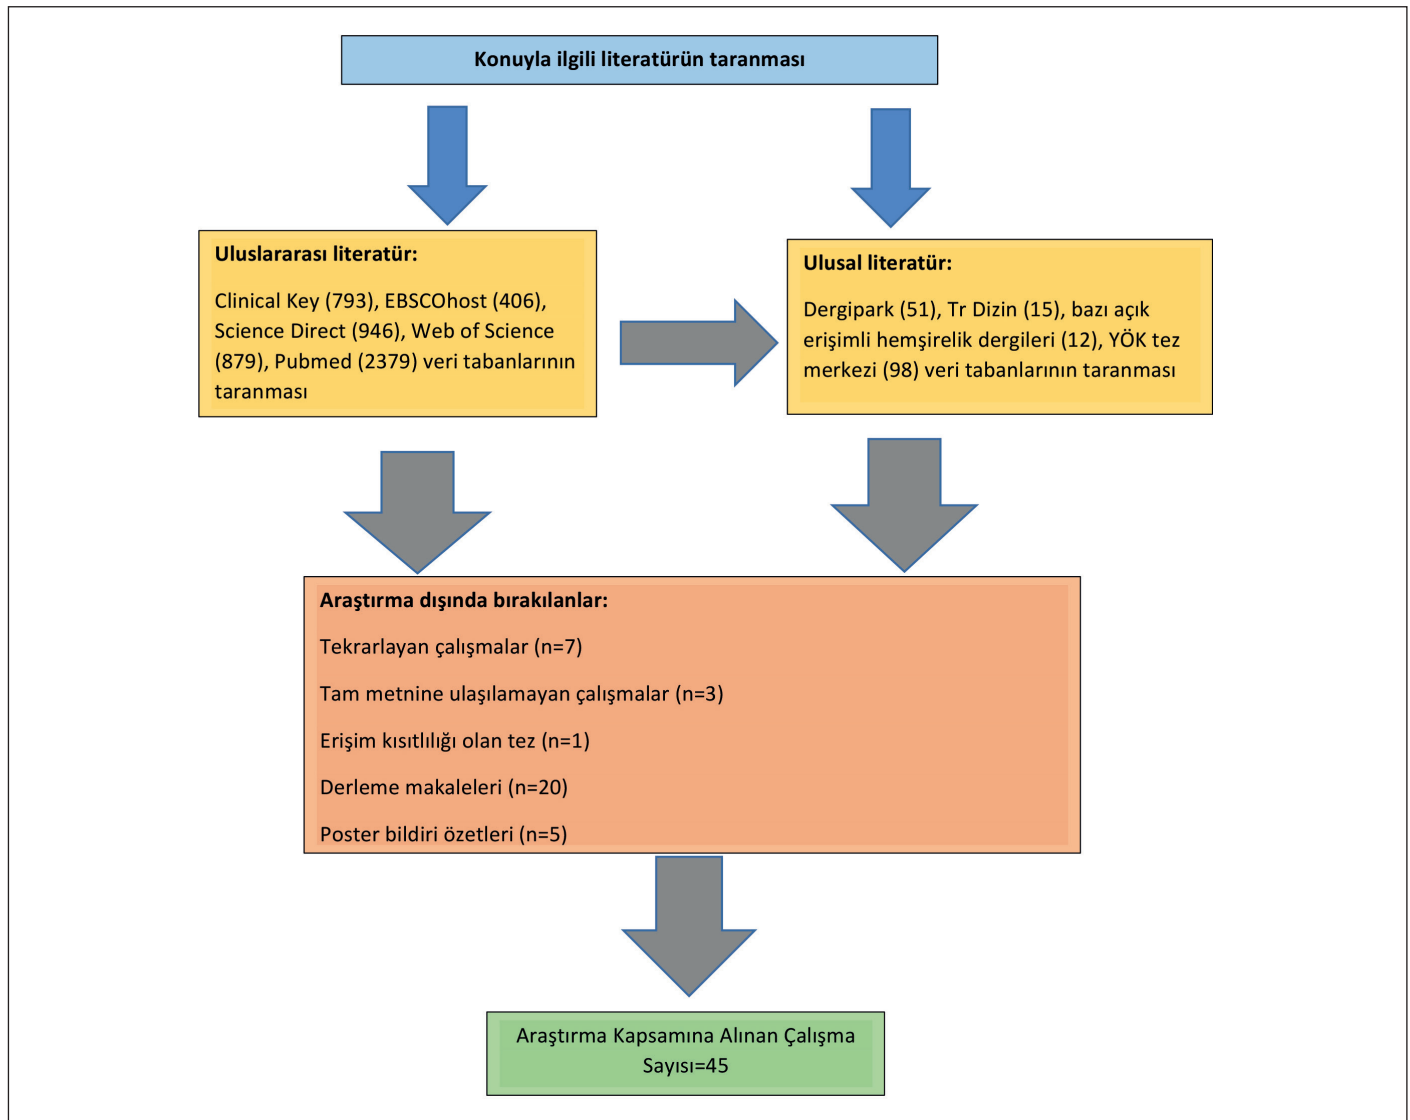 Konuyla ilgili literatürün taranması
Uluslararası literatür:
Clinical Key (793), EBSCOhost (406),
Science Direct (946), Web of Science
(879), Pubmed (2379) veri tabanlarının
taranması
Ulusal literatür:
Dergipark (51), Tr Dizin (15), bazı açık
erişimli hemşirelik dergileri (12), YÖK tez
merkezi (98) veri tabanlarının taranması
Araştırma dışında bırakılanlar:
Tekrarlayan çalışmalar (n=7)
Tam metnine ulaşılamayan çalışmalar (n=3)
Erişim kısıtlılığı olan tez (n=1)
Derleme makaleleri (n=20)
Poster bildiri özetleri (n=5)
Araştırma Kapsamına Alınan Çalışma
Sayısı=45